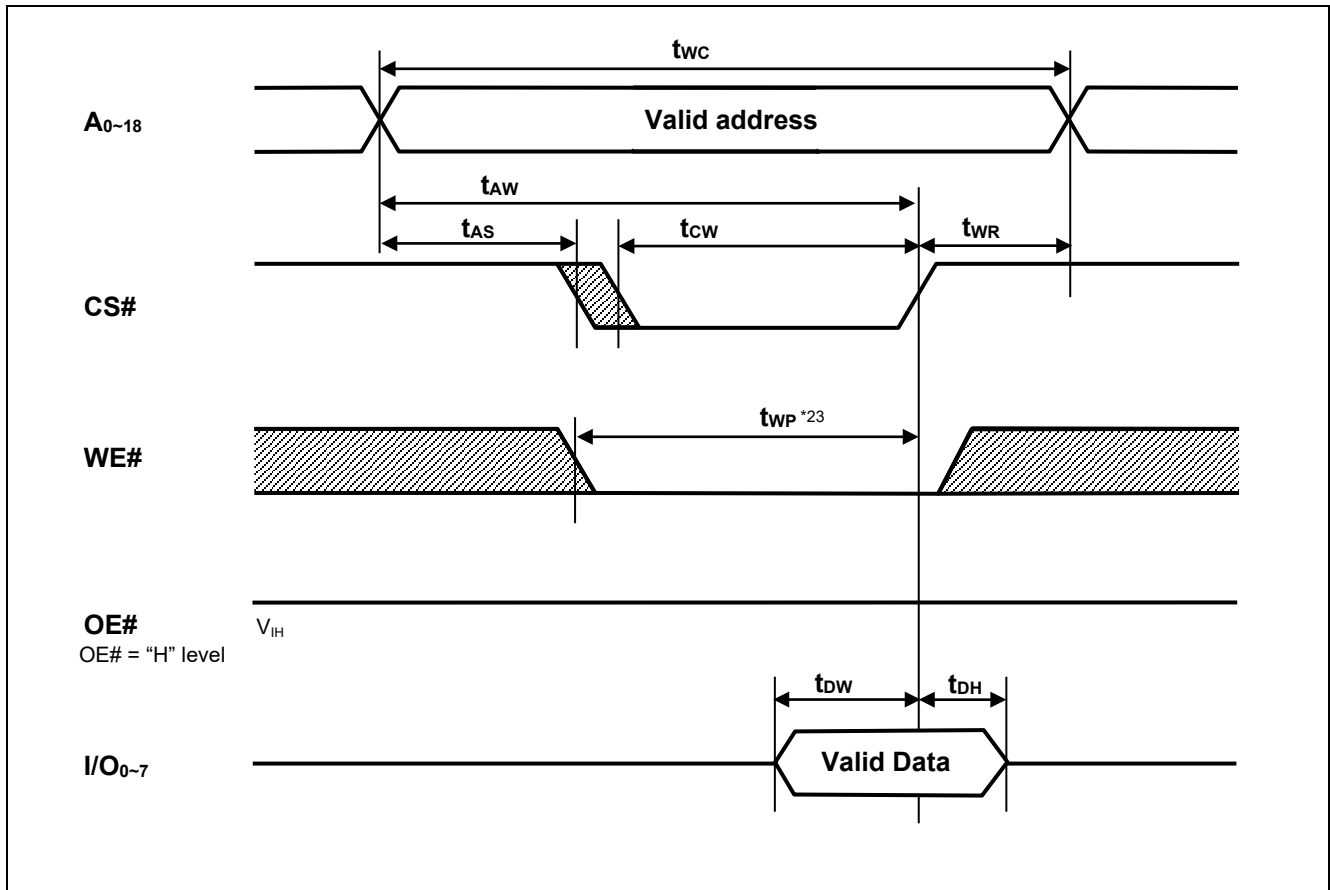 tWC
A0~18
Valid address
tAW
tAS
tCW
tWR
CS#
tWP *23
WE#
OE#
VIH
OE# = “H” level
tDW
tDH
I/O0~7
Valid Data